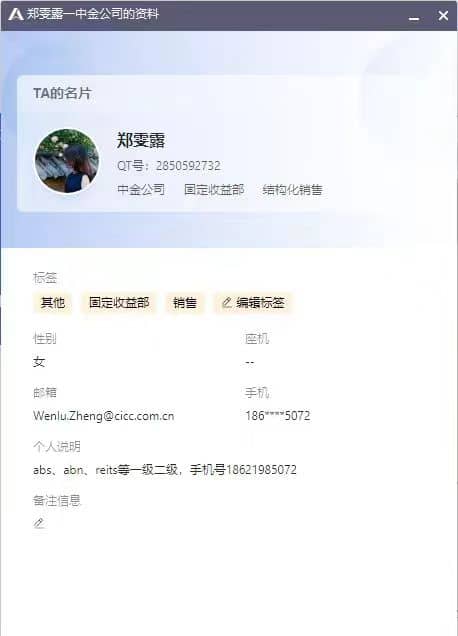 郑雯露—中金公司的资料
TA的名片
郑雯露
QT号：2850592732
中金公司 固定收益部 结构化销售
标签
其他 固定收益部 销售 编辑标签
性别 座机
女 --
邮箱 手机
Wenlu.Zheng@cicc.com.cn 186****5072
个人说明
abs、abn、reits等一级二级，手机号18621985072
备注信息